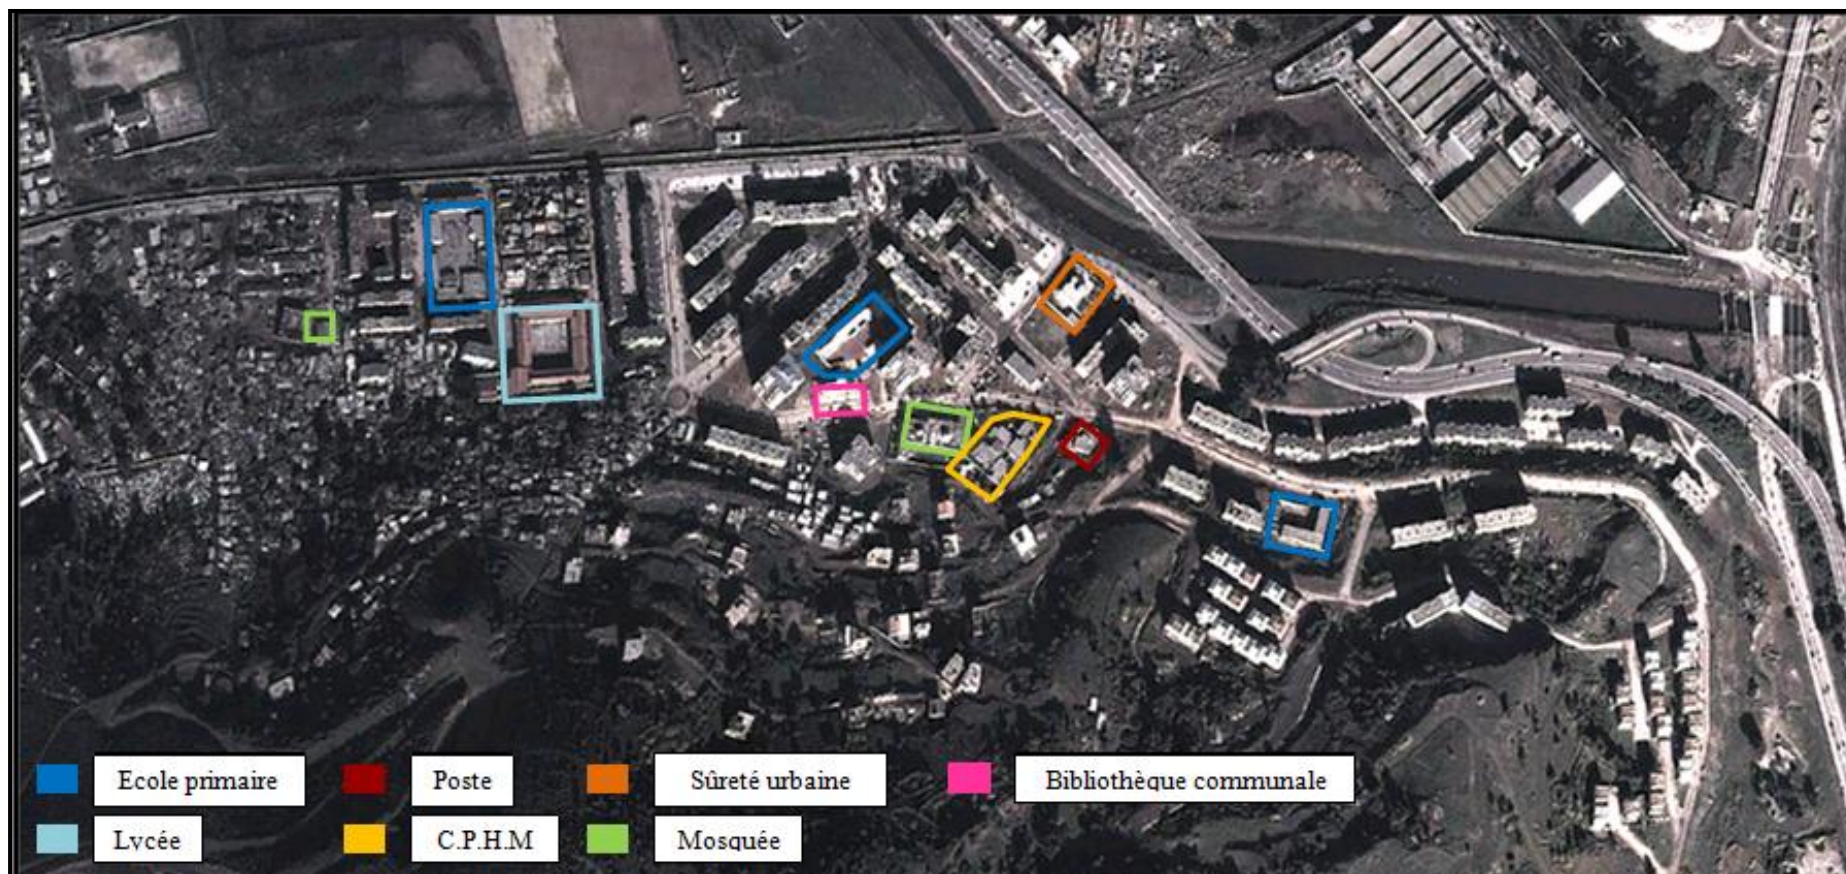 Ecole primaire
Poste
Sûreté urbaine
Bibliothèque communale
Lycée
C.P.H.M
Mosquée